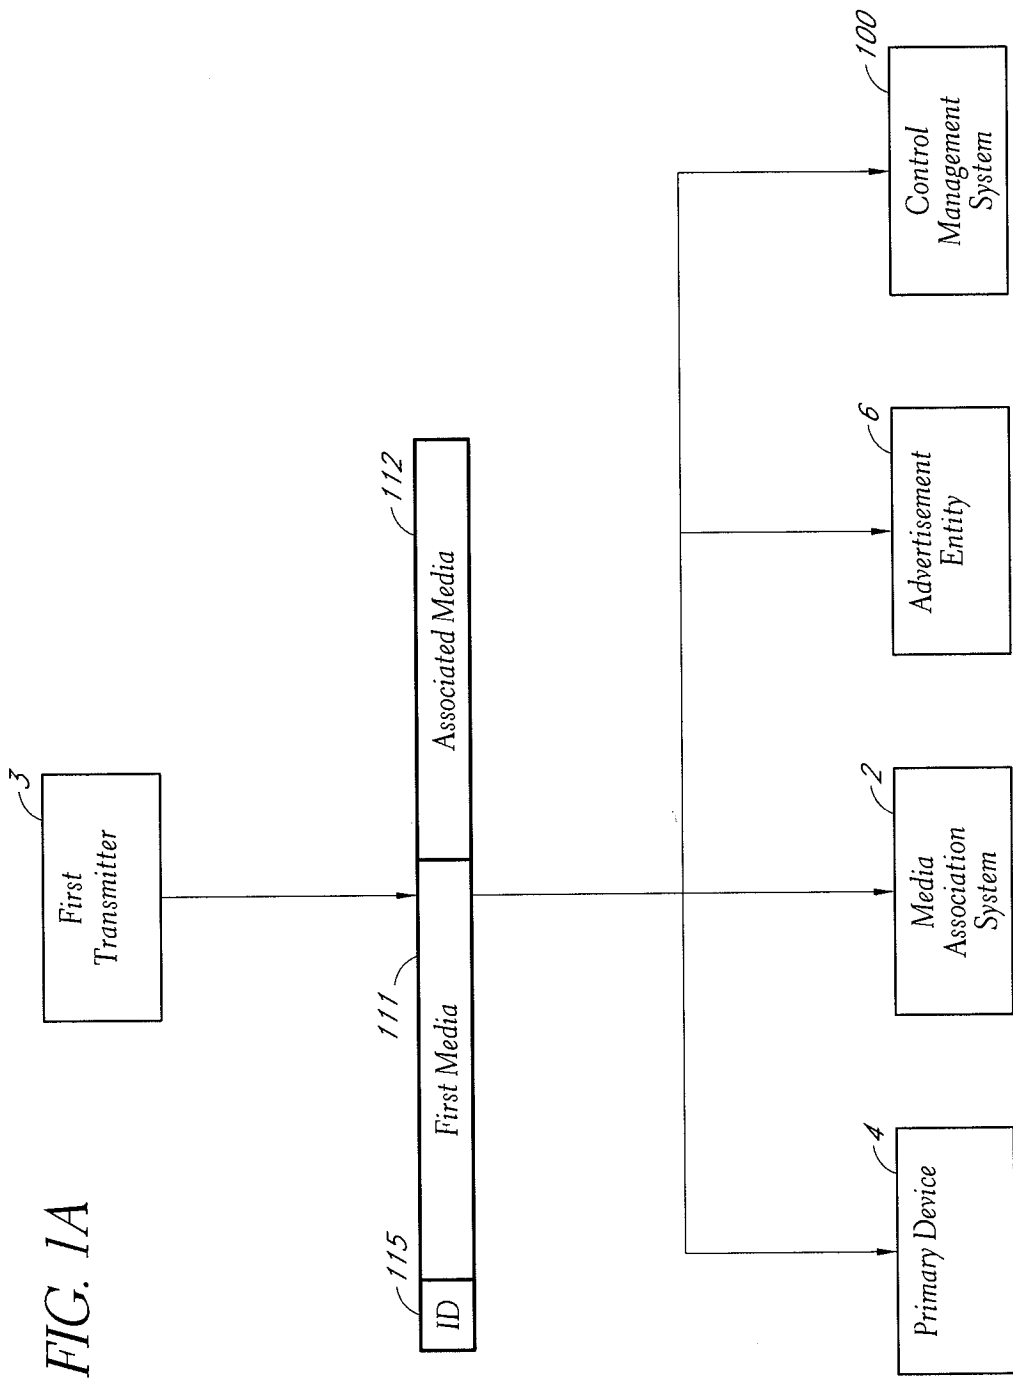 FIG. 1A
3
First
Transmitter
115
111
112
ID
First Media
Associated Media
4
Primary Device
2
Media
Association
System
6
Advertisement
Entity
100
Control
Management
System